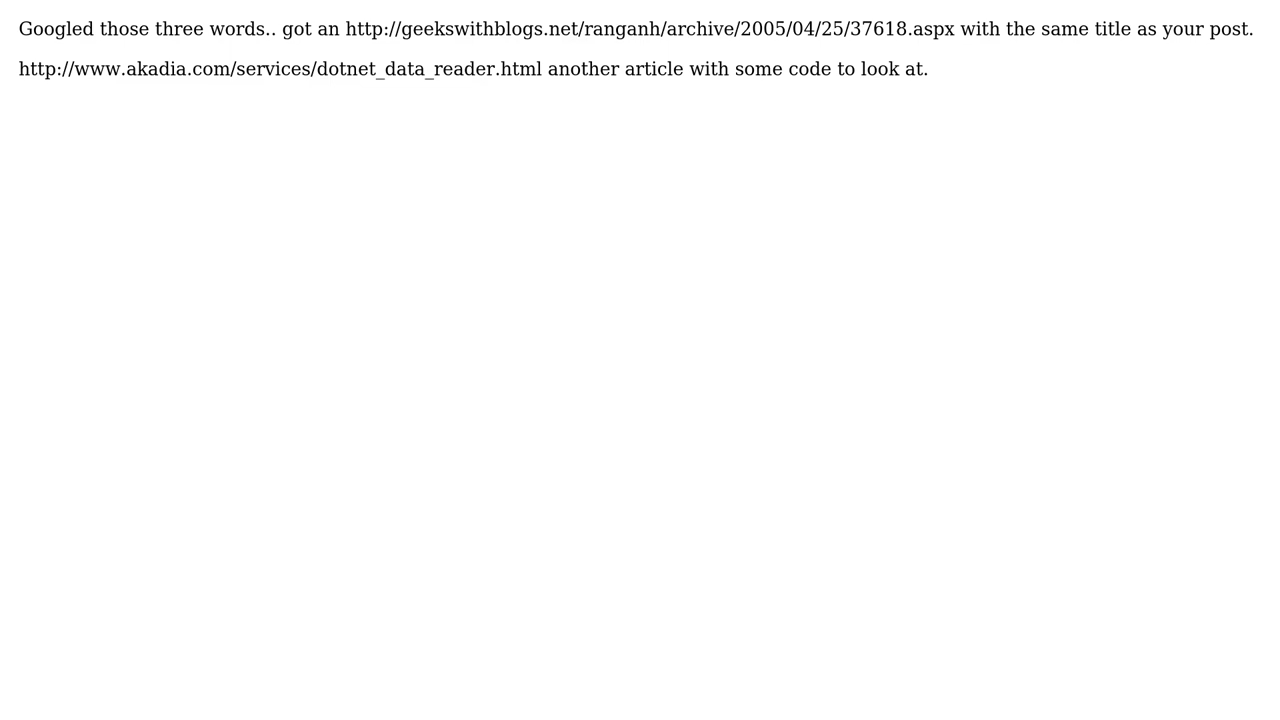 Googled those three words.. got an http://geekswithblogs.net/ranganh/archive/2005/04/25/37618.aspx with the same title as your post.
http://www.akadia.com/services/dotnet_data_reader.html another article with some code to look at.